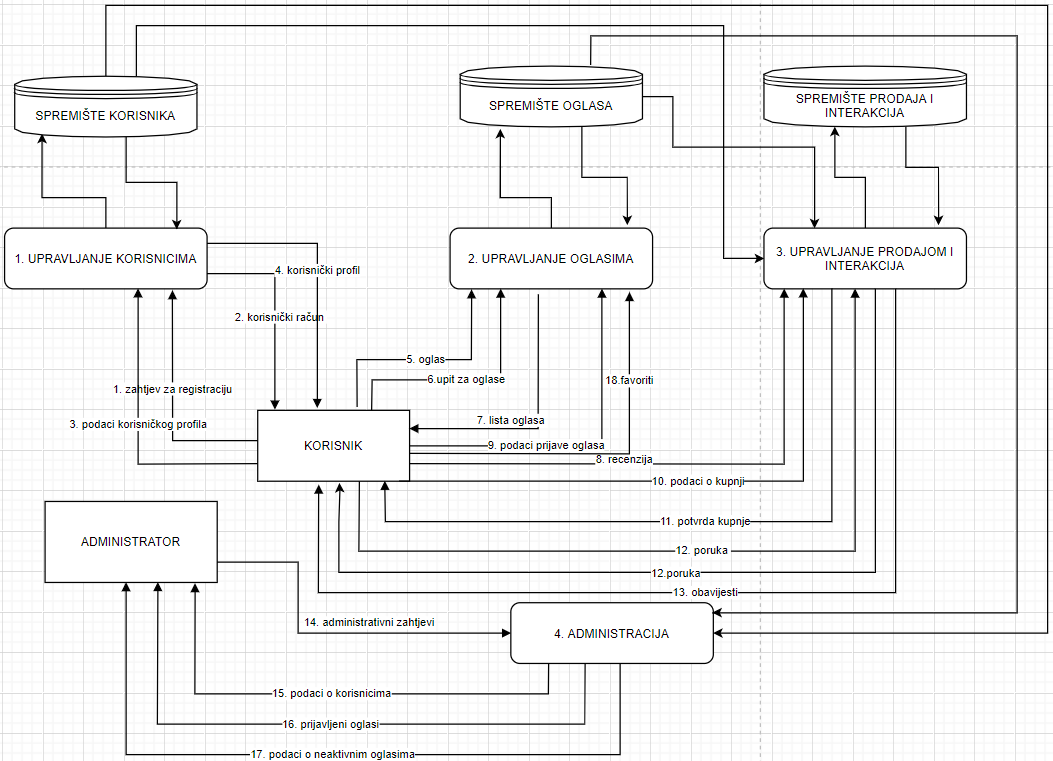 SPREMIŠTE KORISNIKA
SPREMIŠTE OGLASA
SPREMIŠTE PRODAJA I
INTERAKCIJA
1. UPRAVLJANJE KORISNICIMA
2. UPRAVLJANJE OGLASIMA
3. UPRAVLJANJE PRODAJOM I
INTERAKCIJA
4. korisnički profil
2. korisnički račun
5. oglas
6.upit za oglase
18.favoriti
1. zahtjev za registraciju
3. podaci korisničkog profila
7. lista oglasa
KORISNIK
9. podaci prijave oglasa
8. recenzija
10. podaci o kupnji
11. potvrda kupnje
ADMINISTRATOR
12. poruka
12.poruka
13. obavijesti
14. administrativni zahtjevi
4. ADMINISTRACIJA
15. podaci o korisnicima
16. prijavljeni oglasi
17. podaci o neaktivnim oglasima